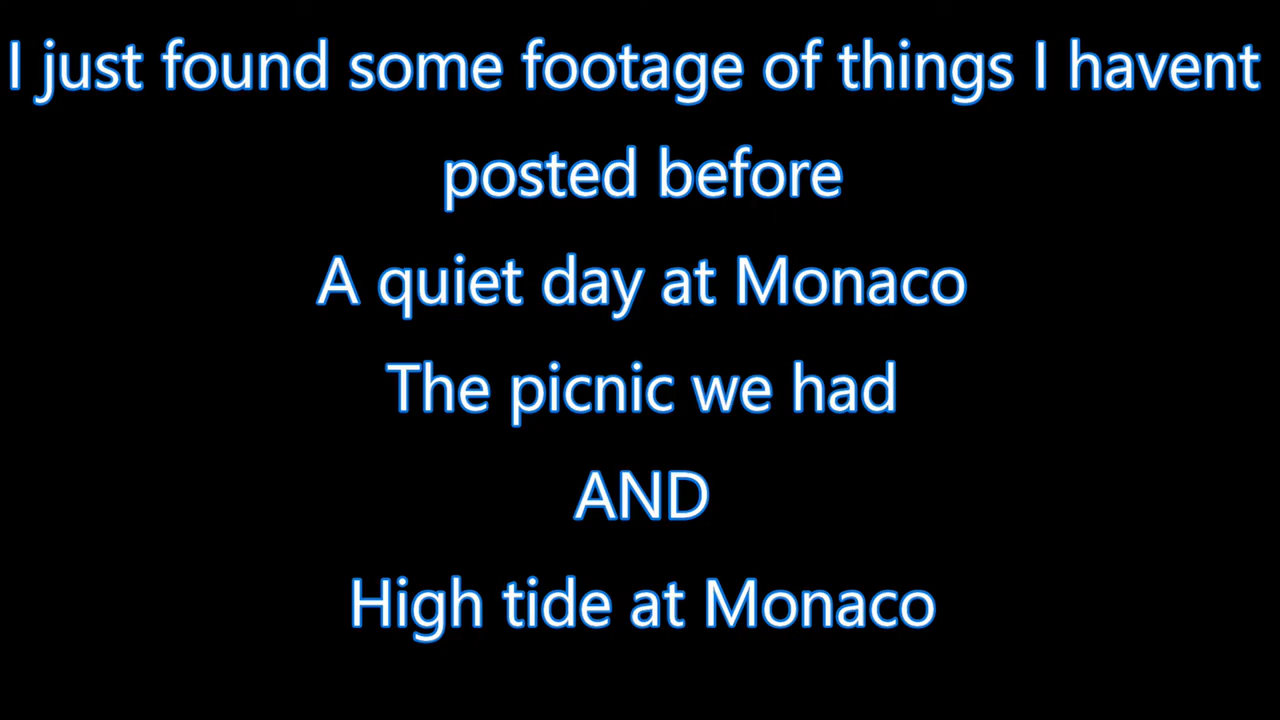 I just found some footage of things I havent
posted before
A quiet day at Monaco
The picnic we had
AND
High tide at Monaco